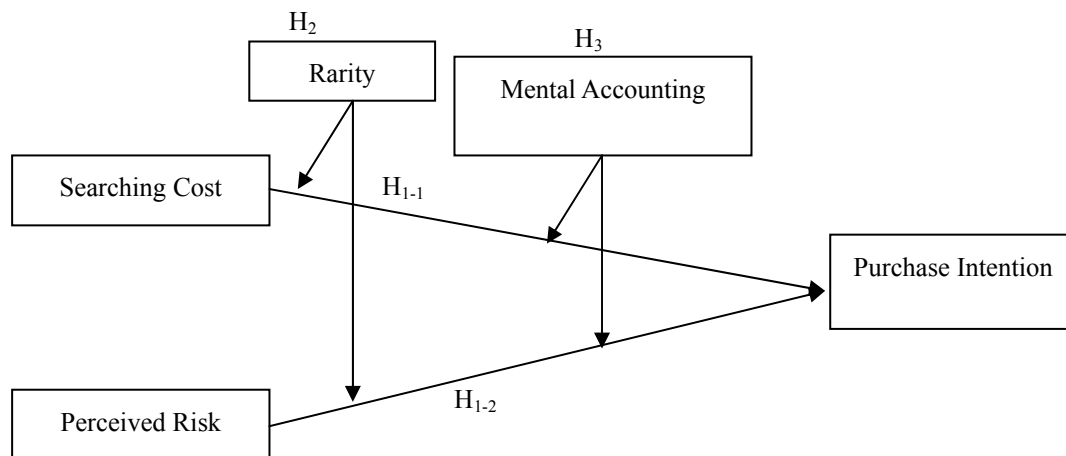 H2
H3
Rarity
Mental Accounting
Searching Cost
H1-1
Purchase Intention
H1-2
Perceived Risk